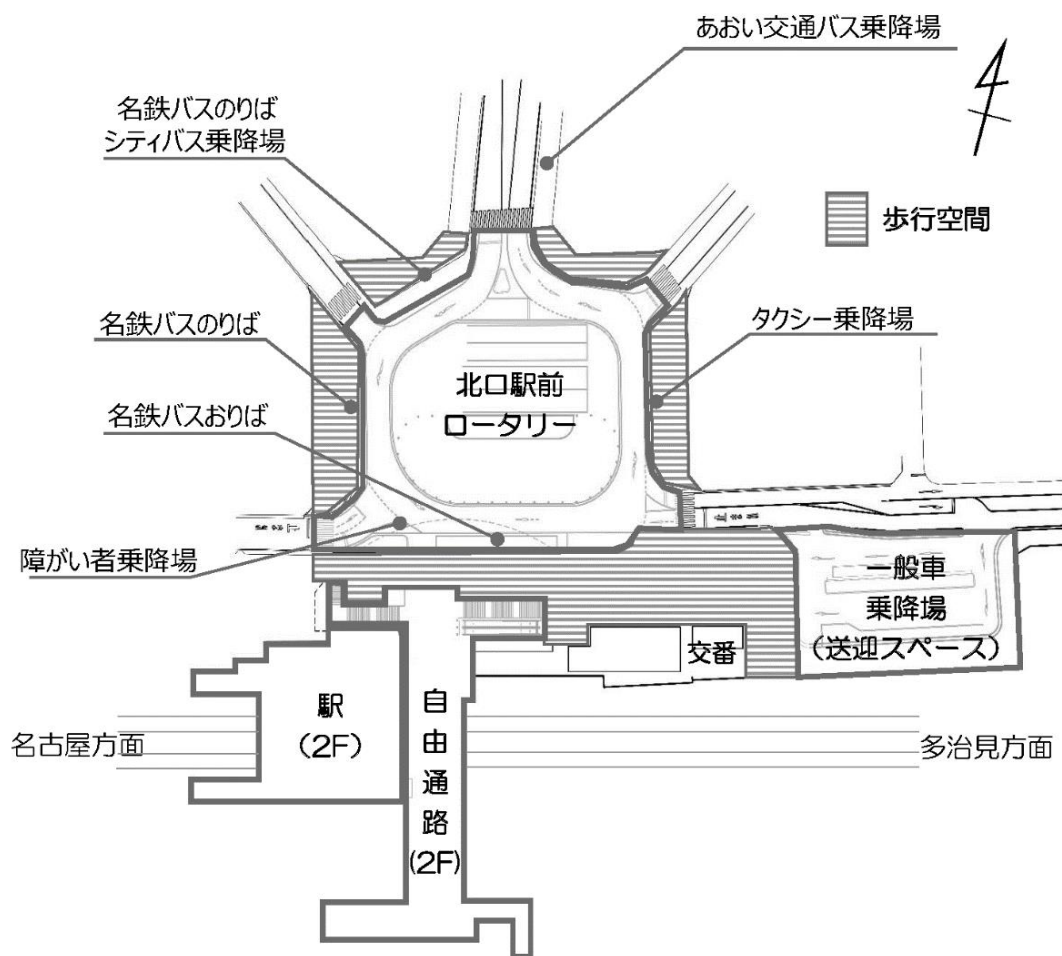 あおい交通バス乗降場
名鉄バスのりば
シティバス乗降場
歩行空間
名鉄バスのりば
タクシー乗降場
北口駅前
ロータリー
名鉄バスおりば
障がい者乗降場
一般車
乗降場
(送迎スペース)
交番
駅
(2F)
自由通路
(2F)
名古屋方面
多治見方面